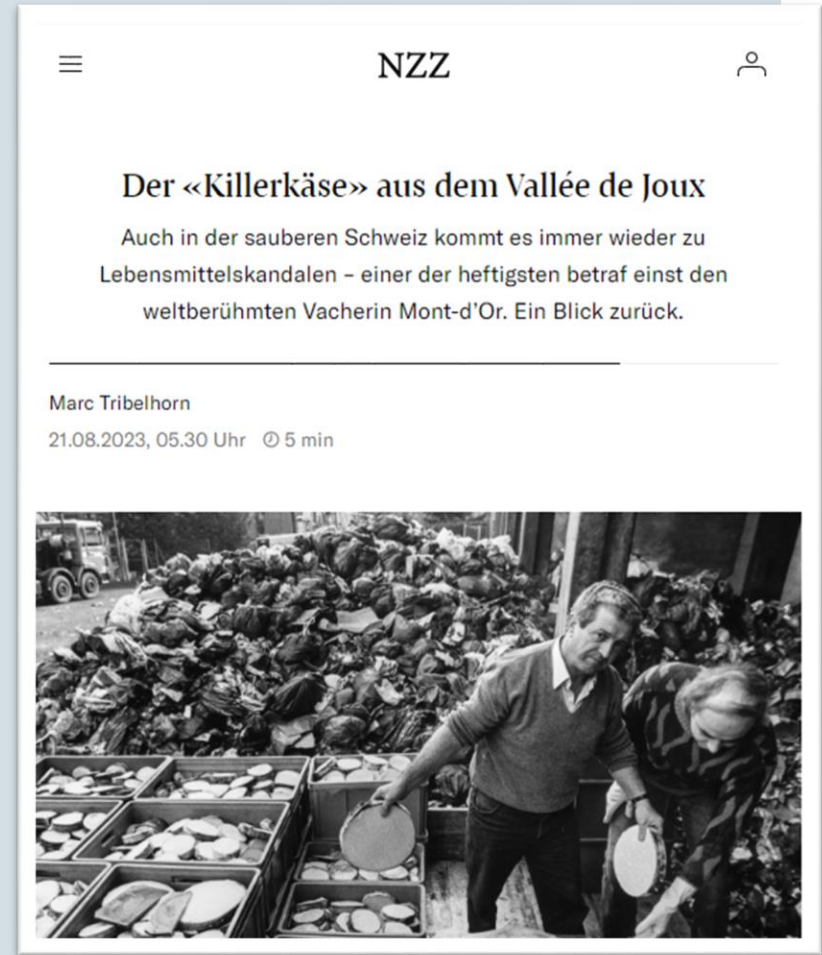 NZZ
Der «Killerkäse» aus dem Vallée de Joux
Auch in der sauberen Schweiz kommt es immer wieder zu
Lebensmittelskandalen – einer der heftigsten betraf einst den
weltberühmten Vacherin Mont-d'Or. Ein Blick zurück.
Marc Tribelhorn
21.08.2023, 05.30 Uhr 5 min